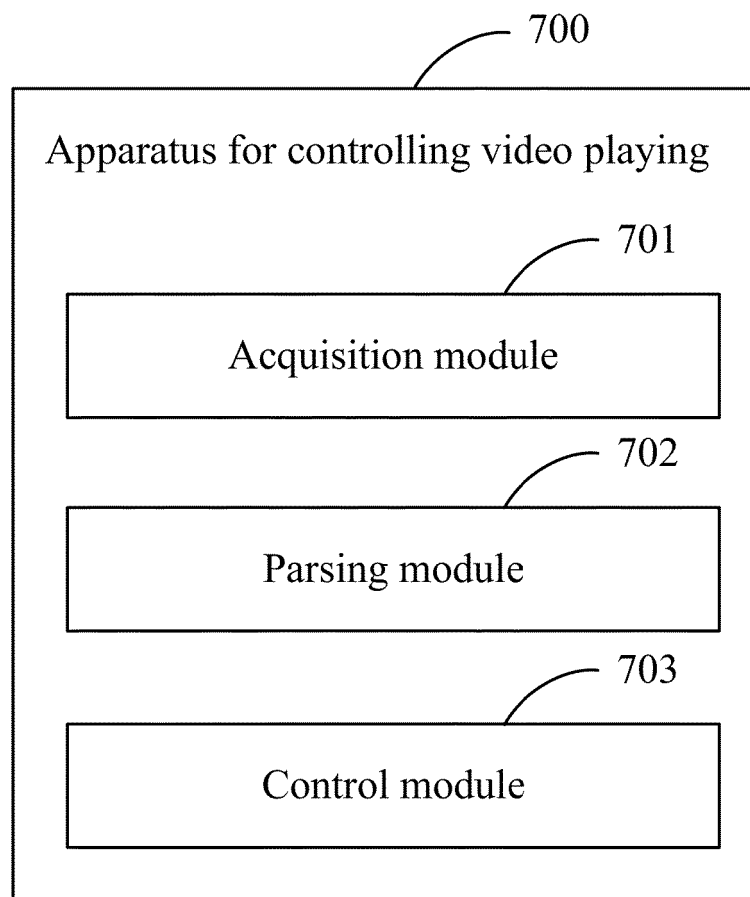 700
Apparatus for controlling video playing
701
Acquisition module
702
Parsing module
703
Control module